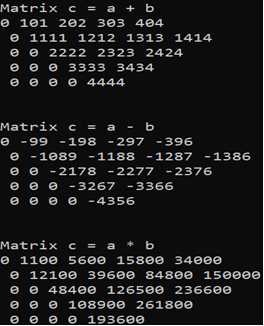 Matrix c = a + b
0 101 202 303 404
0 1111 1212 1313 1414
0 0 2222 2323 2424
0 0 0 3333 3434
0 0 0 0 4444
Matrix c = a - b
0 -99 -198 -297 -396
0 -1089 -1188 -1287 -1386
0 0 -2178 -2277 -2376
0 0 0 -3267 -3366
0 0 0 0 -4356
Matrix c = a * b
0 1100 5600 15800 34000
0 12100 39600 84800 150000
0 0 48400 126500 236600
0 0 0 108900 261800
0 0 0 0 193600